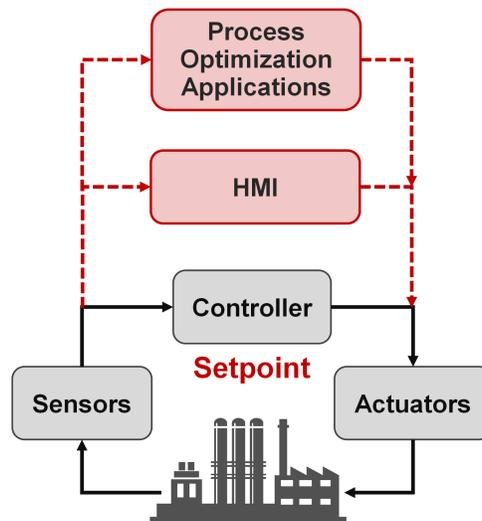 Process
Optimization
Applications
HMI
Controller
Setpoint
Sensors
Actuators